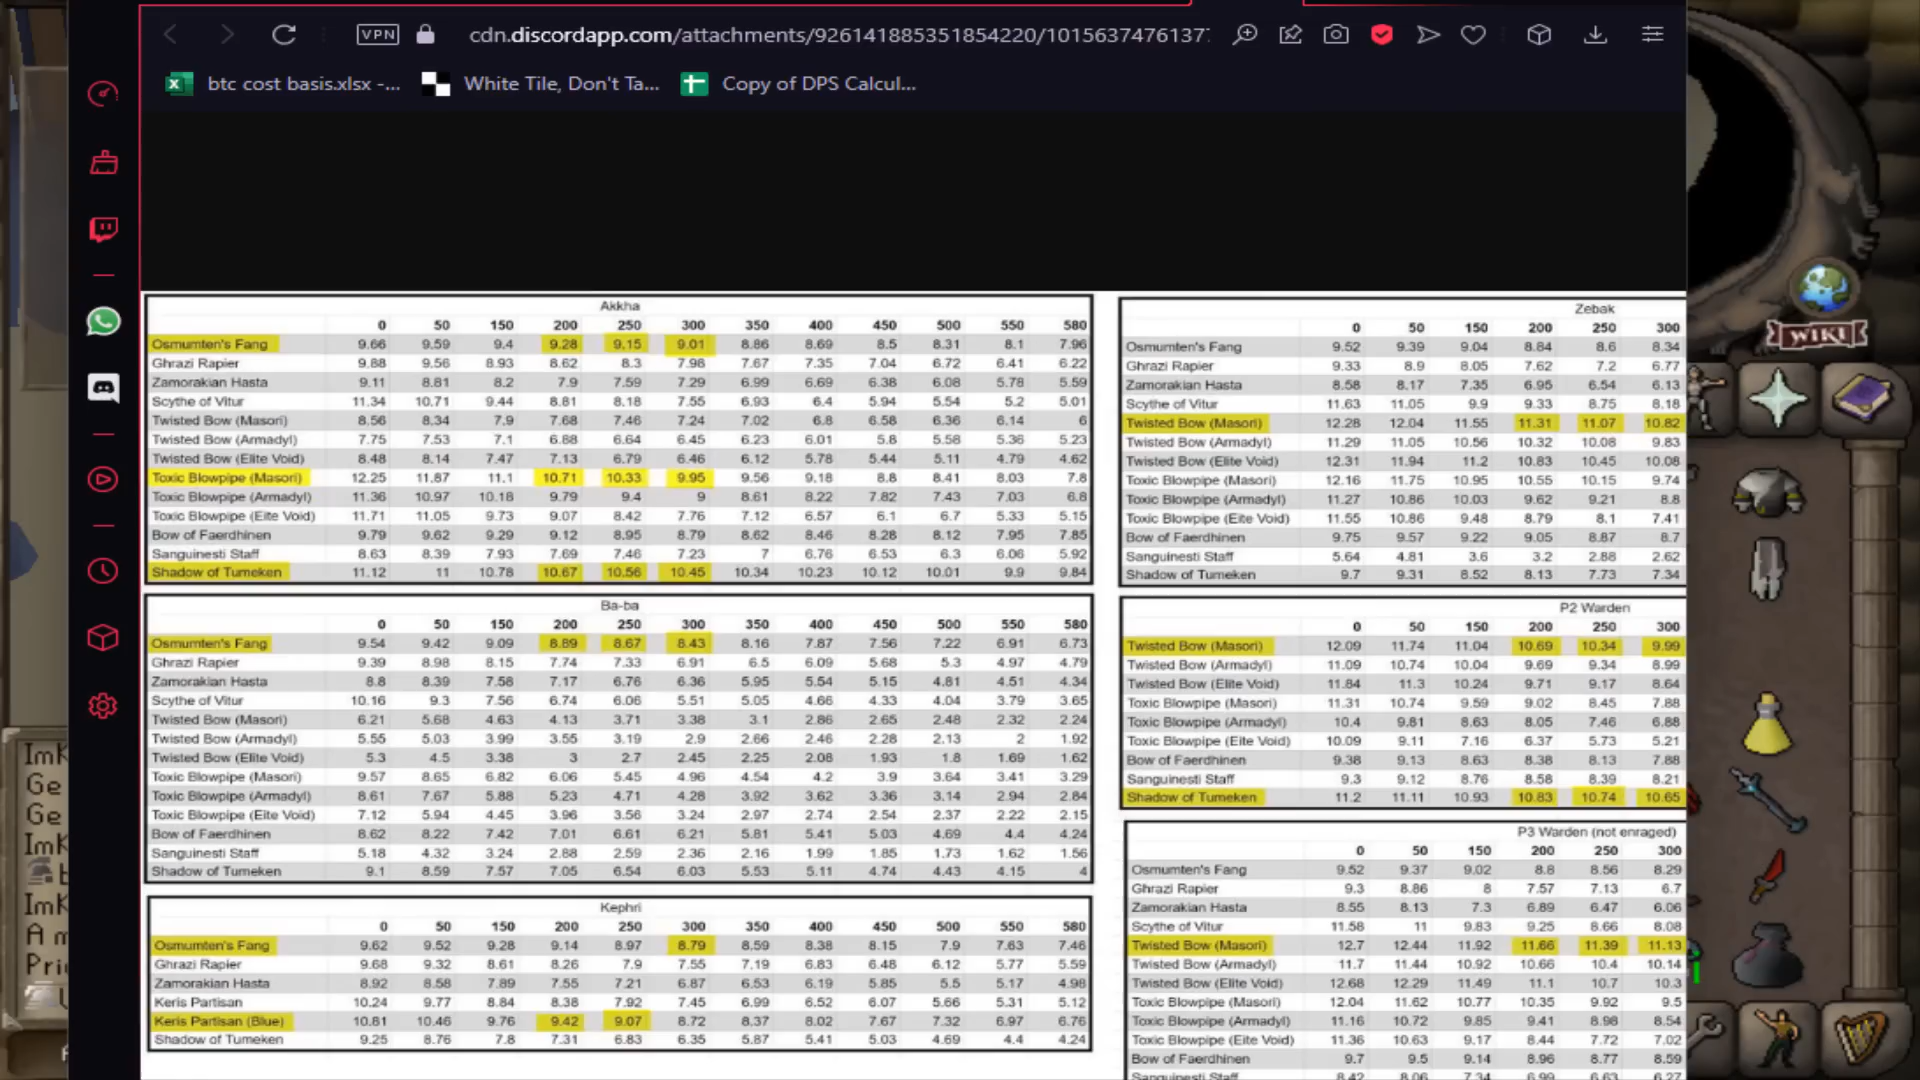 VPN cdn.discordapp.com/attachments/926141885351854220/101563747613７
btc cost basis.xlsx -... White Tile, Don't Ta... Copy of DPS Calcul...
Akkha
0 50 150 200 250 300 350 400 450 500 550 580
Osmumten's Fang 9.66 9.59 9.4 9.28 9.15 9.01 8.86 8.69 8.5 8.31 8.1 7.96
Ghrazi Rapier 9.88 9.56 8.93 8.62 8.3 7.98 7.67 7.35 7.04 6.72 6.41 6.22
Zamorakian Hasta 9.11 8.81 8.2 7.9 7.59 7.29 6.99 6.69 6.38 6.08 5.78 5.59
Scythe of Vitur 11.34 10.71 9.44 8.81 8.18 7.55 6.93 6.4 5.94 5.54 5.2 5.01
Twisted Bow (Masori) 8.56 8.34 7.9 7.68 7.46 7.24 7.02 6.8 6.58 6.36 6.14 6
Twisted Bow (Armadyl) 7.75 7.53 7.1 6.88 6.64 6.45 6.23 6.01 5.8 5.58 5.36 5.23
Twisted Bow (Elite Void) 8.48 8.14 7.47 7.13 6.79 6.46 6.12 5.78 5.44 5.11 4.79 4.62
Toxic Blowpipe (Masori) 12.25 11.87 11.1 10.71 10.33 9.95 9.56 9.18 8.8 8.41 8.03 7.8
Toxic Blowpipe (Armadyl) 11.36 10.97 10.18 9.79 9.4 9 8.61 8.22 7.82 7.43 7.03 6.8
Toxic Blowpipe (Eite Void) 11.71 11.05 9.73 9.07 8.42 7.76 7.12 6.57 6.1 6.7 5.33 5.15
Bow of Faerdhinen 9.79 9.62 9.29 9.12 8.95 8.79 8.62 8.46 8.28 8.12 7.95 7.85
Sanguinesti Staff 8.63 8.39 7.93 7.69 7.46 7.23 7 6.76 6.53 6.3 6.06 5.92
Shadow of Tumeken 11.12 11 10.78 10.67 10.56 10.45 10.34 10.23 10.12 10.01 9.9 9.84
Ba-ba
0 50 150 200 250 300 350 400 450 500 550 580
Osmumten's Fang 9.54 9.42 9.09 8.89 8.67 8.43 8.16 7.87 7.56 7.22 6.91 6.73
Ghrazi Rapier 9.39 8.98 8.15 7.74 7.33 6.91 6.5 6.09 5.68 5.3 4.97 4.79
Zamorakian Hasta 8.8 8.39 7.58 7.17 6.76 6.36 5.95 5.54 5.15 4.81 4.51 4.34
Scythe of Vitur 10.16 9.3 7.56 6.74 6.06 5.51 5.05 4.66 4.33 4.04 3.79 3.65
Twisted Bow (Masori) 6.21 5.68 4.63 4.13 3.71 3.38 3.1 2.86 2.65 2.48 2.32 2.24
Twisted Bow (Armadyl) 5.55 5.03 3.99 3.55 3.19 2.9 2.66 2.46 2.28 2.13 2 1.92
Twisted Bow (Elite Void) 5.3 4.5 3.38 3 2.7 2.45 2.25 2.08 1.93 1.8 1.69 1.62
Toxic Blowpipe (Masori) 9.57 8.65 6.82 6.06 5.45 4.96 4.54 4.2 3.9 3.64 3.41 3.29
Toxic Blowpipe (Armadyl) 8.61 7.67 5.88 5.23 4.71 4.28 3.92 3.62 3.36 3.14 2.94 2.84
Toxic Blowpipe (Eite Void) 7.12 5.94 4.45 3.96 3.56 3.24 2.97 2.74 2.54 2.37 2.22 2.15
Bow of Faerdhinen 8.62 8.22 7.42 7.01 6.61 6.21 5.81 5.41 5.03 4.69 4.4 4.24
Sanguinesti Staff 5.18 4.32 3.24 2.88 2.59 2.36 2.16 1.99 1.85 1.73 1.62 1.56
Shadow of Tumeken 9.1 8.59 7.57 7.05 6.54 6.03 5.53 5.11 4.74 4.43 4.15 4
Kephri
0 50 150 200 250 300 350 400 450 500 550 580
Osmumten's Fang 9.62 9.52 9.28 9.14 8.97 8.79 8.59 8.38 8.15 7.9 7.63 7.46
Ghrazi Rapier 9.68 9.32 8.61 8.26 7.9 7.55 7.19 6.83 6.48 6.12 5.77 5.59
Zamorakian Hasta 8.92 8.58 7.89 7.55 7.21 6.87 6.53 6.19 5.85 5.5 5.17 4.98
Keris Partisan 10.24 9.77 8.84 8.38 7.92 7.45 6.99 6.52 6.07 5.66 5.31 5.12
Keris Partisan (Blue) 10.81 10.46 9.76 9.42 9.07 8.72 8.37 8.02 7.67 7.32 6.97 6.76
Shadow of Tumeken 9.25 8.76 7.8 7.31 6.83 6.35 5.87 5.41 5.03 4.69 4.4 4.24
Zebak
0 50 150 200 250 300
Osmumten's Fang 9.52 9.39 9.04 8.84 8.6 8.34
Ghrazi Rapier 9.33 8.9 8.05 7.62 7.2 6.77
Zamorakian Hasta 8.58 8.17 7.35 6.95 6.54 6.13
Scythe of Vitur 11.63 11.05 9.9 9.33 8.75 8.18
Twisted Bow (Masori) 12.28 12.04 11.55 11.31 11.07 10.82
Twisted Bow (Armadyl) 11.29 11.05 10.56 10.32 10.08 9.83
Twisted Bow (Elite Void) 12.31 11.94 11.2 10.83 10.45 10.08
Toxic Blowpipe (Masori) 12.16 11.75 10.95 10.55 10.15 9.74
Toxic Blowpipe (Armadyl) 11.27 10.86 10.03 9.62 9.21 8.8
Toxic Blowpipe (Eite Void) 11.55 10.86 9.48 8.79 8.1 7.41
Bow of Faerdhinen 9.75 9.57 9.22 9.05 8.87 8.7
Sanguinesti Staff 5.64 4.81 3.6 3.2 2.88 2.62
Shadow of Tumeken 9.7 9.31 8.52 8.13 7.73 7.34
P2 Warden
0 50 150 200 250 300
Twisted Bow (Masori) 12.09 11.74 11.04 10.69 10.34 9.99
Twisted Bow (Armadyl) 11.09 10.74 10.04 9.69 9.34 8.99
Twisted Bow (Elite Void) 11.84 11.3 10.24 9.71 9.17 8.64
Toxic Blowpipe (Masori) 11.31 10.74 9.59 9.02 8.45 7.88
Toxic Blowpipe (Armadyl) 10.4 9.81 8.63 8.05 7.46 6.88
Toxic Blowpipe (Eite Void) 10.09 9.11 7.16 6.37 5.73 5.21
Bow of Faerdhinen 9.38 9.13 8.63 8.38 8.13 7.88
Sanguinesti Staff 9.3 9.12 8.76 8.58 8.39 8.21
Shadow of Tumeken 11.2 11.11 10.93 10.83 10.74 10.65
P3 Warden (not enraged)
0 50 150 200 250 300
Osmumten's Fang 9.52 9.37 9.02 8.8 8.56 8.29
Ghrazi Rapier 9.3 8.86 8 7.57 7.13 6.7
Zamorakian Hasta 8.55 8.13 7.3 6.89 6.47 6.06
Scythe of Vitur 11.58 11 9.83 9.25 8.66 8.08
Twisted Bow (Masori) 12.7 12.44 11.92 11.66 11.39 11.13
Twisted Bow (Armadyl) 11.7 11.44 10.92 10.66 10.4 10.14
Twisted Bow (Elite Void) 12.68 12.29 11.49 11.1 10.7 10.3
Toxic Blowpipe (Masori) 12.04 11.62 10.77 10.35 9.92 9.5
Toxic Blowpipe (Armadyl) 11.16 10.72 9.85 9.41 8.98 8.54
Toxic Blowpipe (Eite Void) 11.36 10.63 9.17 8.44 7.72 7.02
Bow of Faerdhinen 9.7 9.5 9.14 8.96 8.77 8.59
Sanguinesti Staff 8.42 8.06 7.34 6.99 6.63 6.27
WIKI
ImK
Ge
Ge
ImK
ImK
A m
Pri